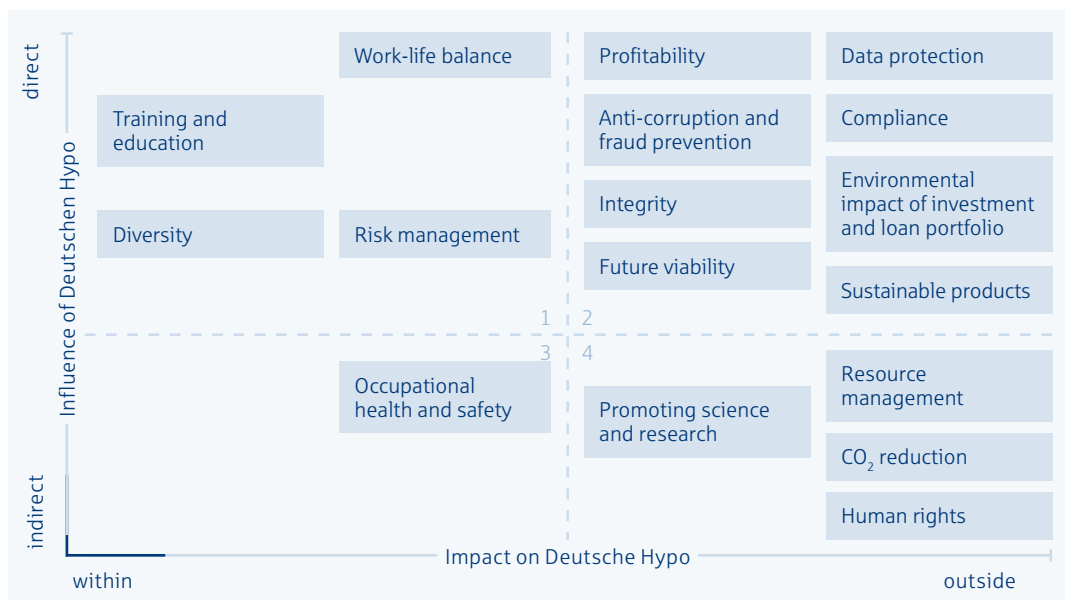 direct
Influence of Deutschen Hypo
indirect
Work-life balance
Training and
education
Diversity
Risk management
Profitability
Data protection
Anti-corruption and
fraud prevention
Compliance
Integrity
Environmental
impact of investment
and loan portfolio
Future viability
Sustainable products
1
2
3
4
Occupational
health and safety
Promoting science
and research
Resource
management
CO₂ reduction
Human rights
Impact on Deutsche Hypo
within
outside